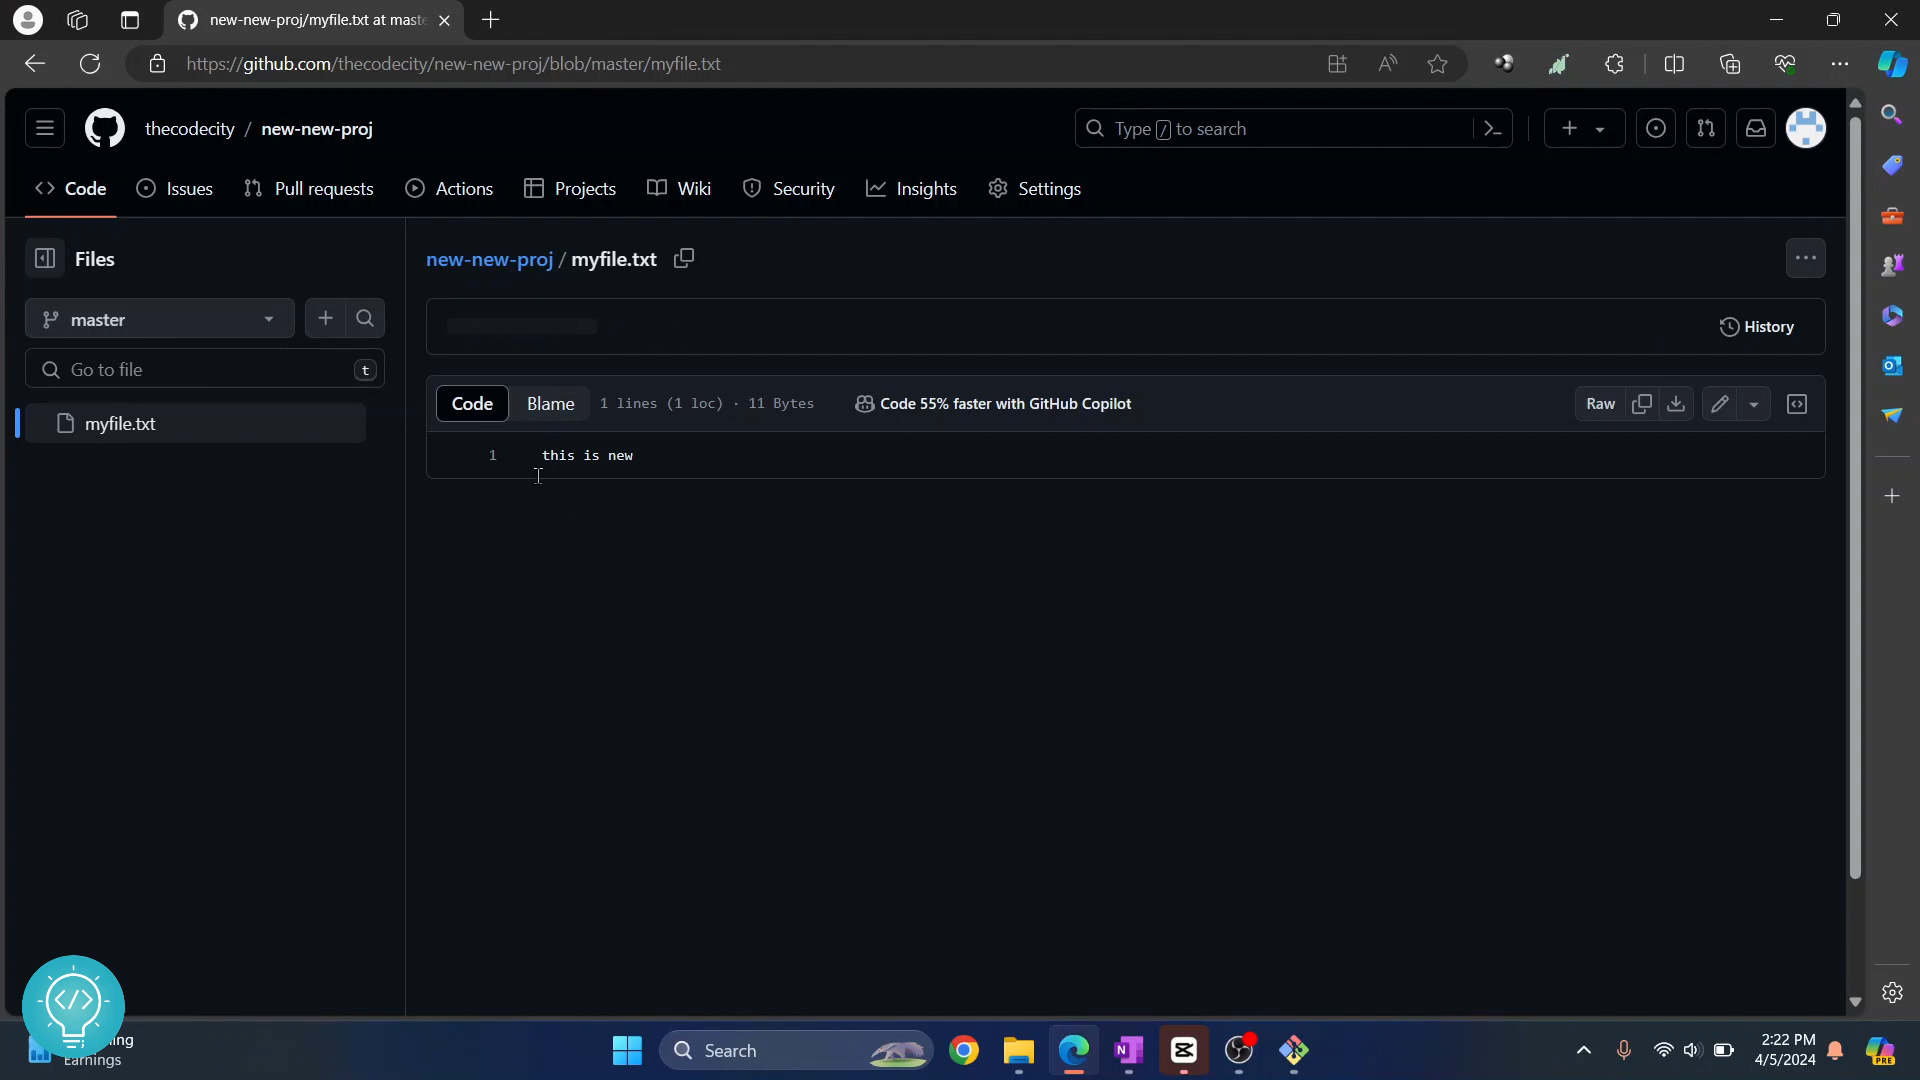 new-new-proj/myfile.txt at maste
https://github.com/thecodecity/new-new-proj/blob/master/myfile.txt
thecodecity / new-new-proj
Type / to search
Code
Issues
Pull requests
Actions
Projects
Wiki
Security
Insights
Settings
Files
new-new-proj / myfile.txt
master
History
Go to file
t
Code
Blame
1 lines (1 loc) · 11 Bytes
Code 55% faster with GitHub Copilot
Raw
myfile.txt
1 this is new
Earnings
Search
2:22 PM
4/5/2024
PRE